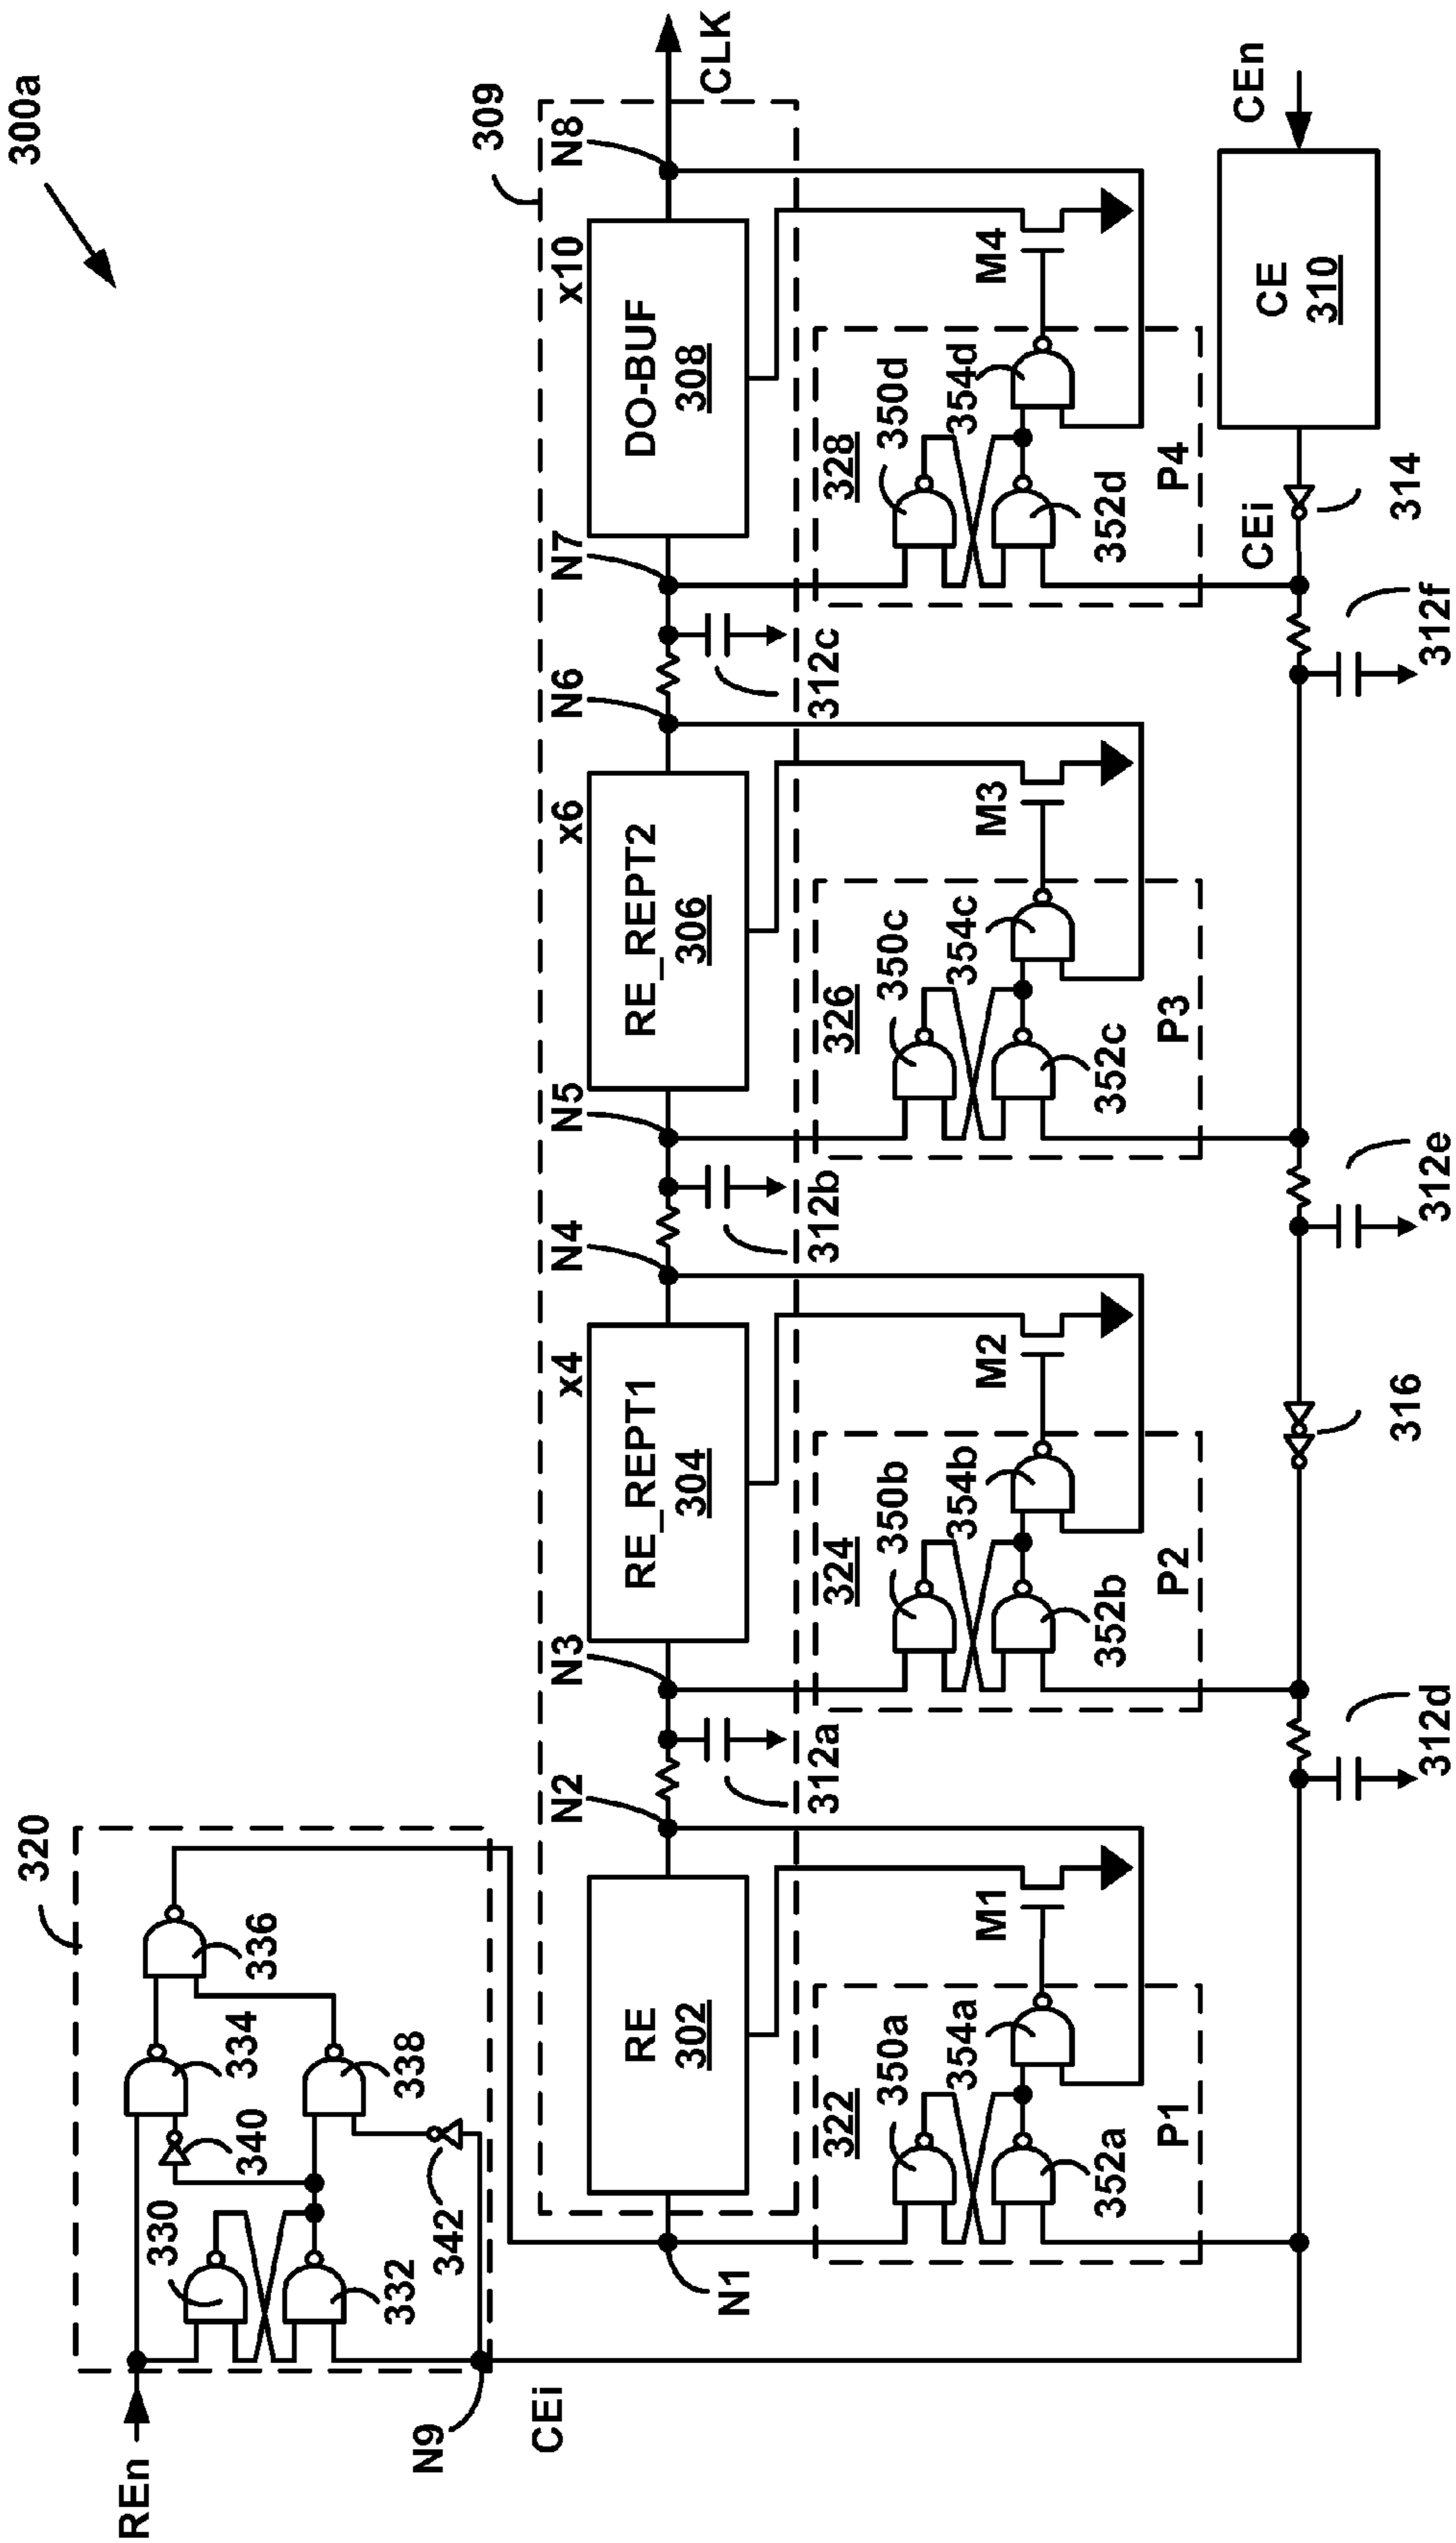 300a
320
REn
330
332
340
342
334
338
336
N9
CEi
309
N1
N2
N3
N4
N5
N6
N7
N8
CLK
RE
302
RE_REPT1
304
x4
RE_REPT2
306
x6
DO-BUF
308
x10
312a
312b
312c
322
350a
352a
354a
P1
M1
324
350b
352b
354b
P2
M2
326
350c
352c
354c
P3
M3
328
350d
352d
354d
P4
M4
312d
316
312e
312f
CEi
314
CE
310
CEn